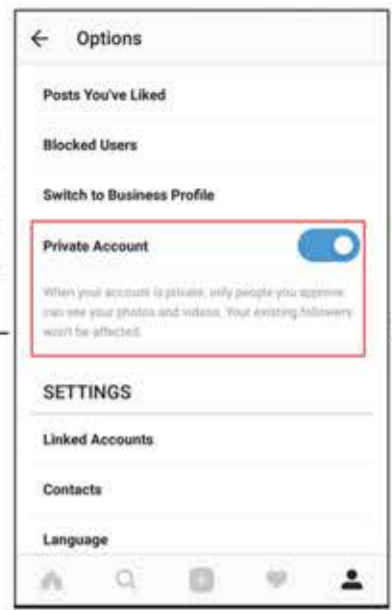 Options
Posts You've Liked
Blocked Users
Switch to Business Profile
Private Account
When your account is private, only people you approve
can see your photos and videos. Your existing followers
won't be affected.
SETTINGS
Linked Accounts
Contacts
Language